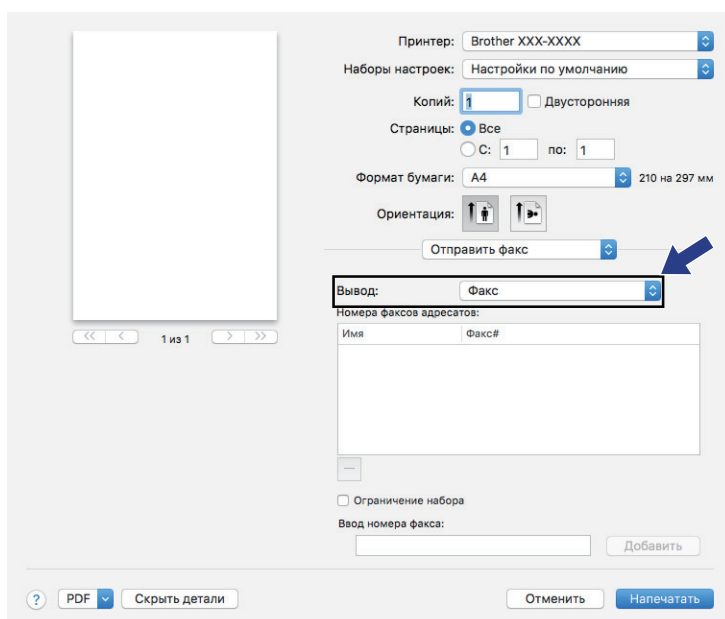 Принтер: Brother XXX-XXXX
Наборы настроек: Настройки по умолчанию
Копий: 1 Двусторонняя
Страницы: Все
С: 1 по: 1
Формат бумаги: A4 210 на 297 мм
Ориентация:
Отправить факс
Вывод: Факс
Номера факсов адресатов:
Имя Факс#
<< < 1 из 1 > >>
Ограничение набора
Ввод номера факса:
Добавить
? PDF Скрыть детали Отменить Напечатать